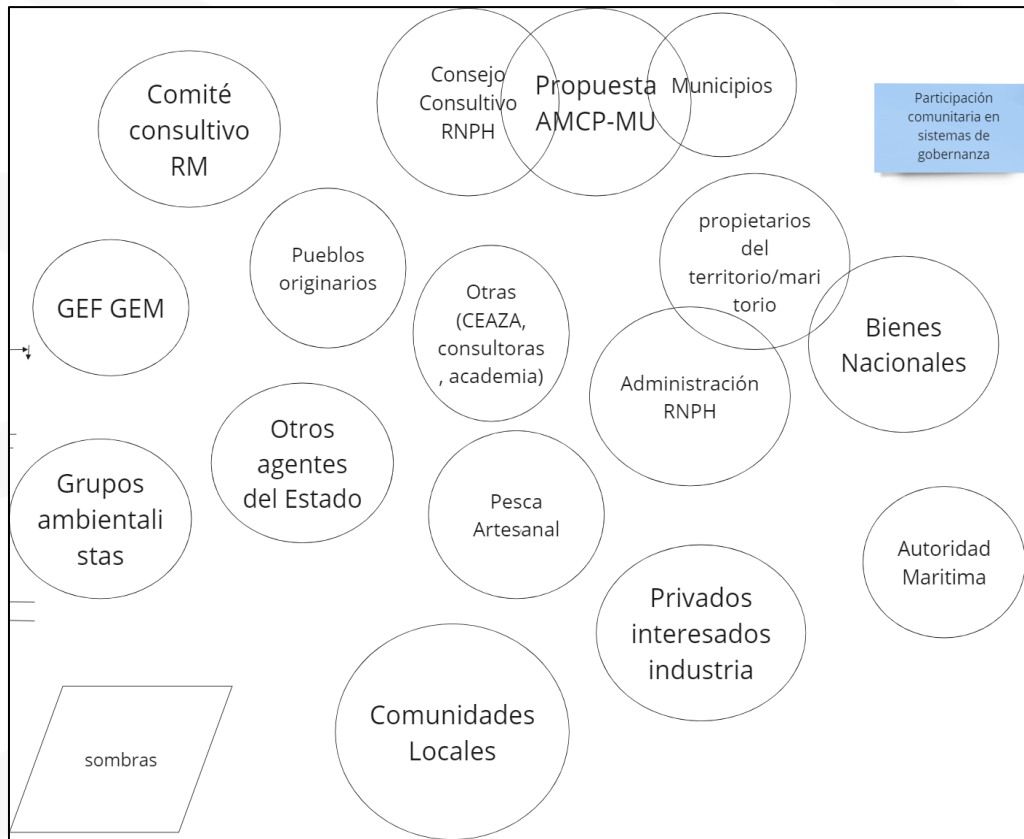 Comité
consultivo
RM
Consejo
Consultivo
RNPH
Propuesta
AMCP-MU
Municipios
Participación
comunitaria en
sistemas de
gobernanza
Pueblos
originarios
propietarios
del
territorio/mari
torio
GEF GEM
Otras
(CEAZA,
consultoras
, academia)
Bienes
Nacionales
Administración
RNPH
Otros
agentes
del Estado
Grupos
ambientali
stas
Pesca
Artesanal
Autoridad
Maritima
Privados
interesados
industria
Comunidades
Locales
sombras